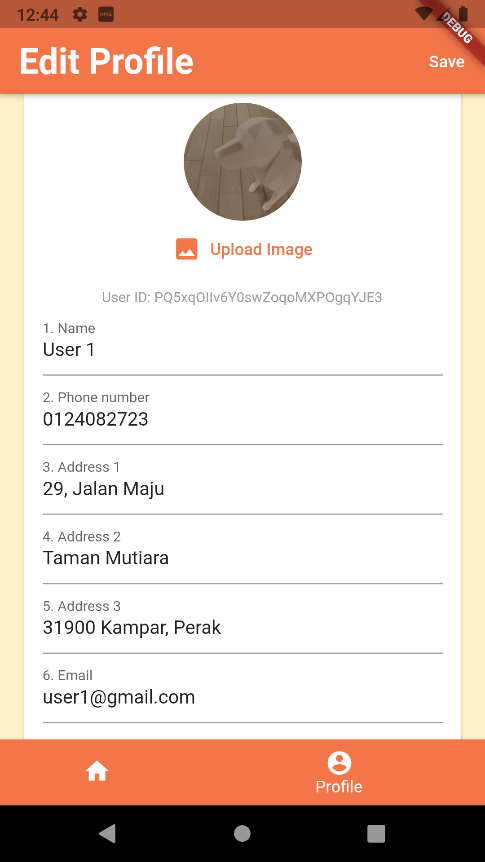 12:44
DEBUG
Edit Profile
Save
Upload Image
User ID: PQ5xqOIIv6Y0swZoqoMXPOgqYJE3
1. Name
User 1
2. Phone number
0124082723
3. Address 1
29, Jalan Maju
4. Address 2
Taman Mutiara
5. Address 3
31900 Kampar, Perak
6. Email
user1@gmail.com
Profile